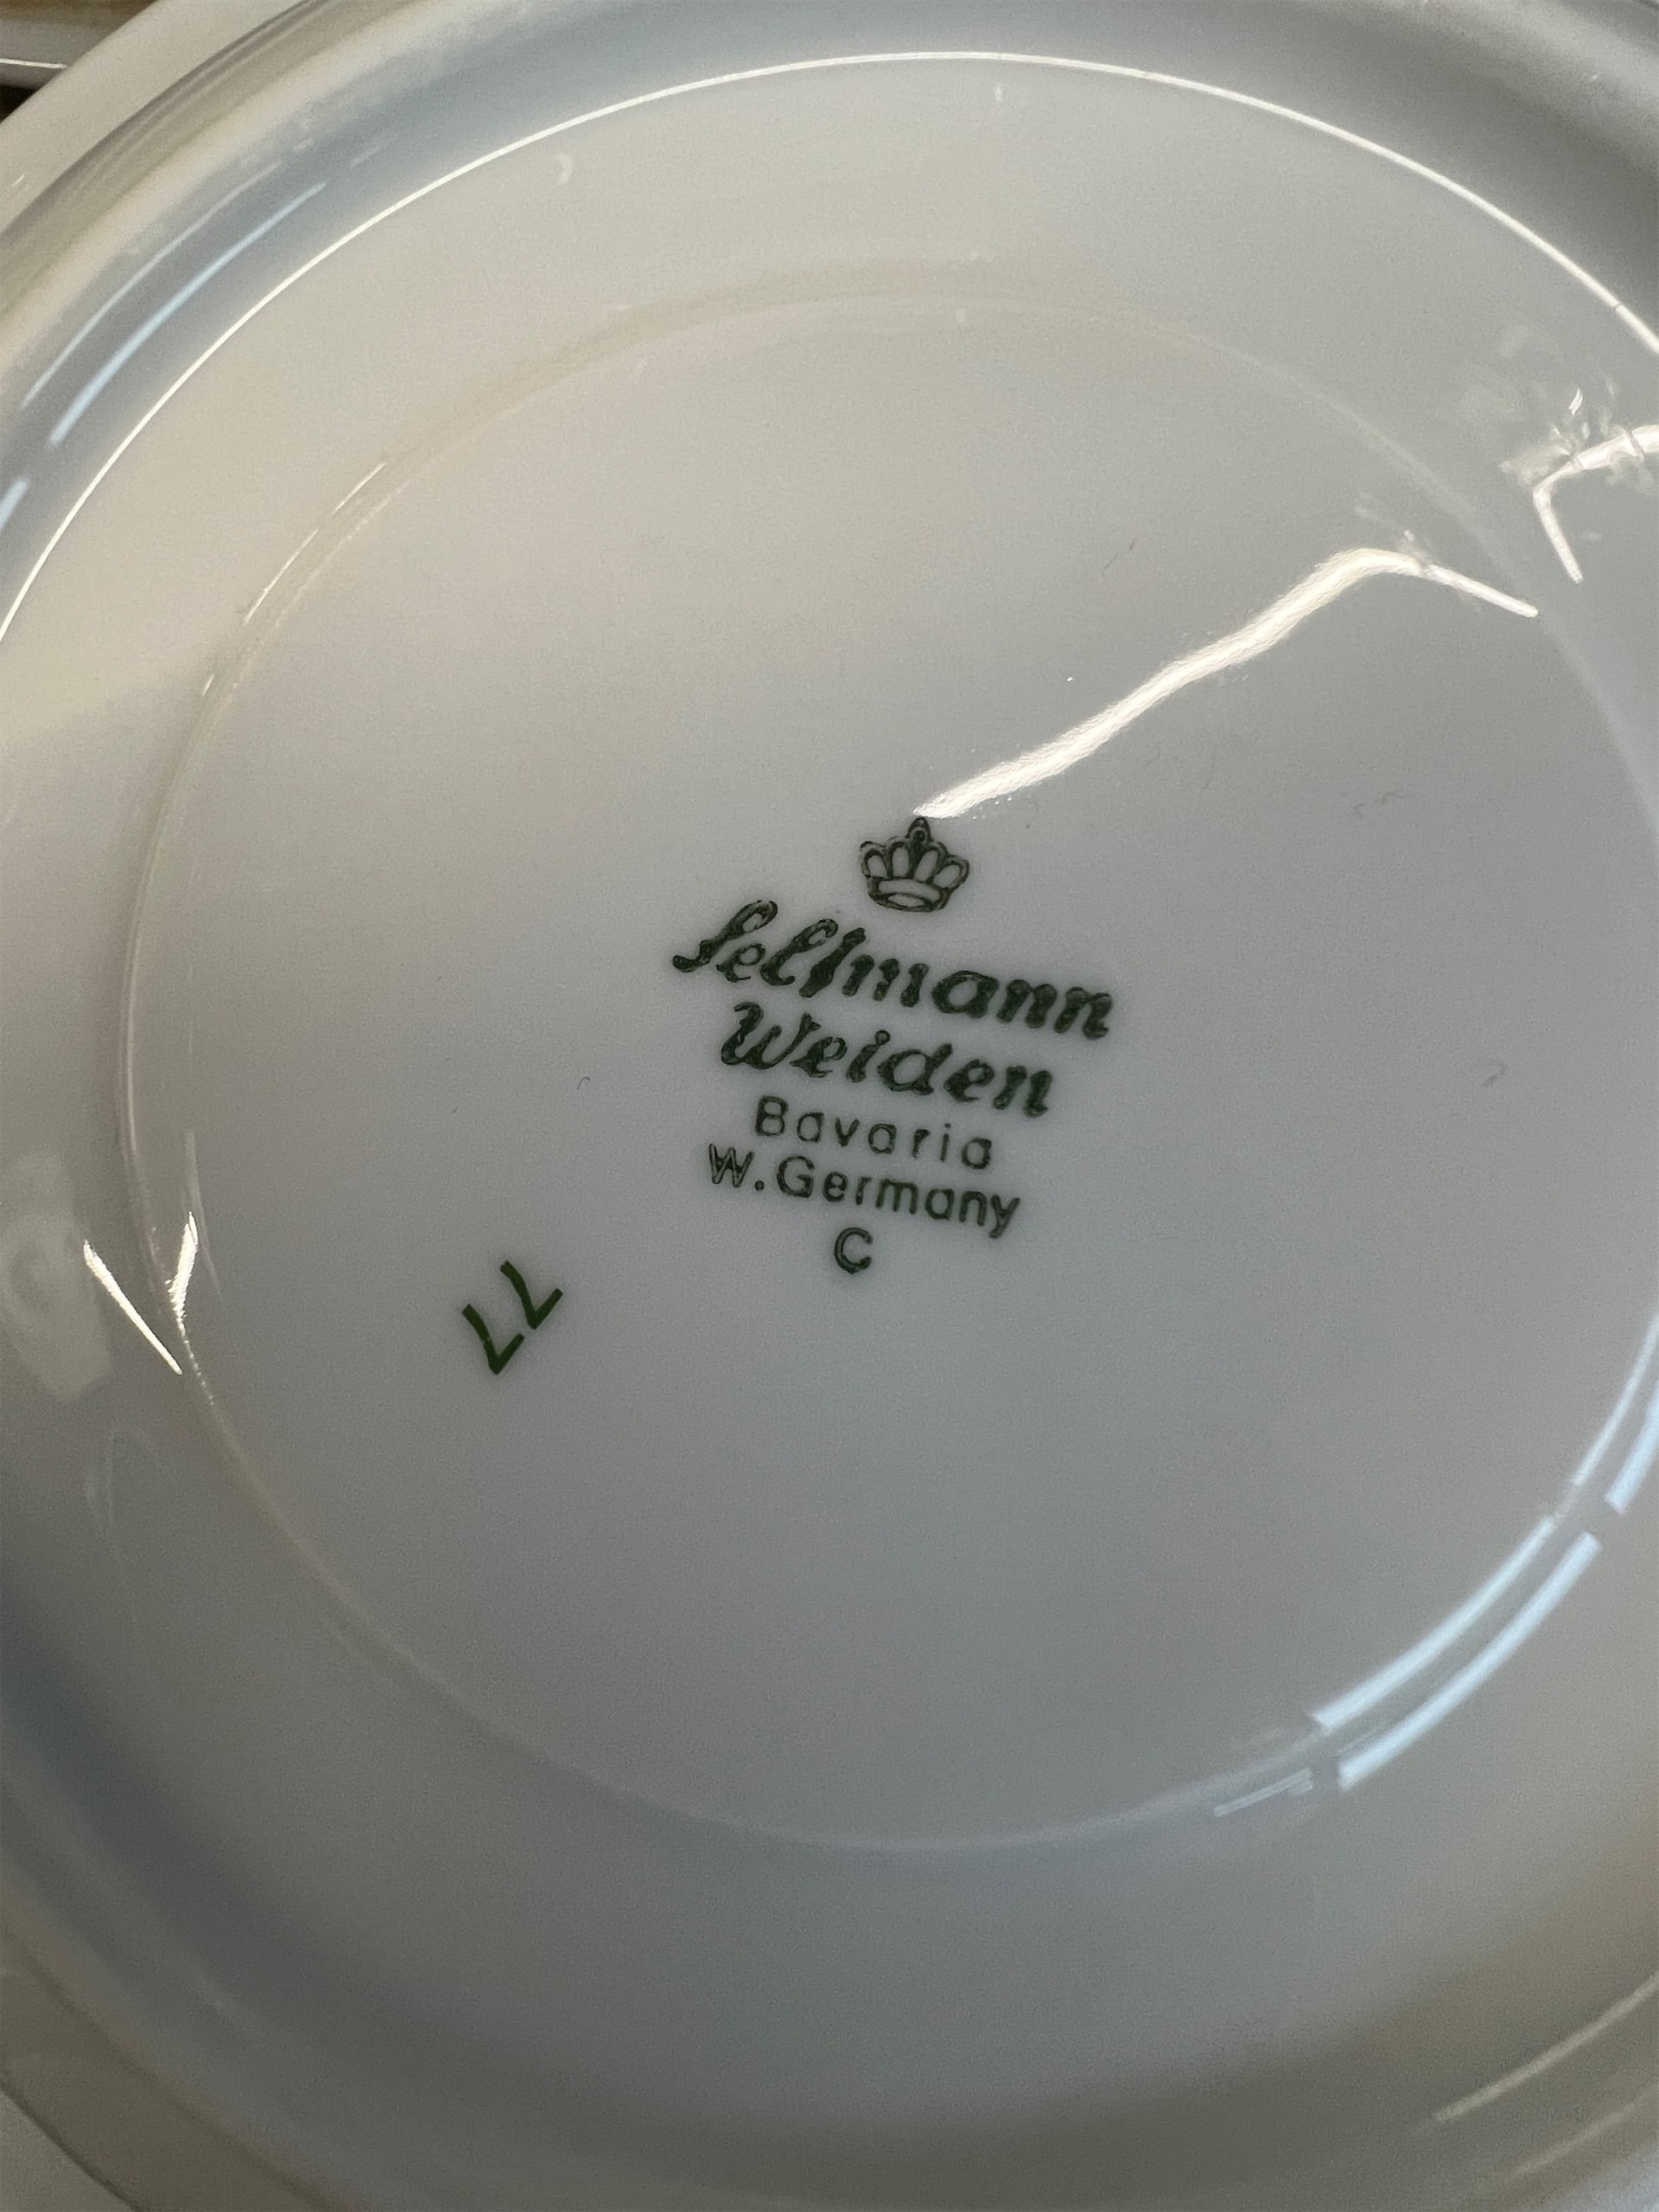 Seltmann
Weiden
Bavaria
W.Germany
C
77